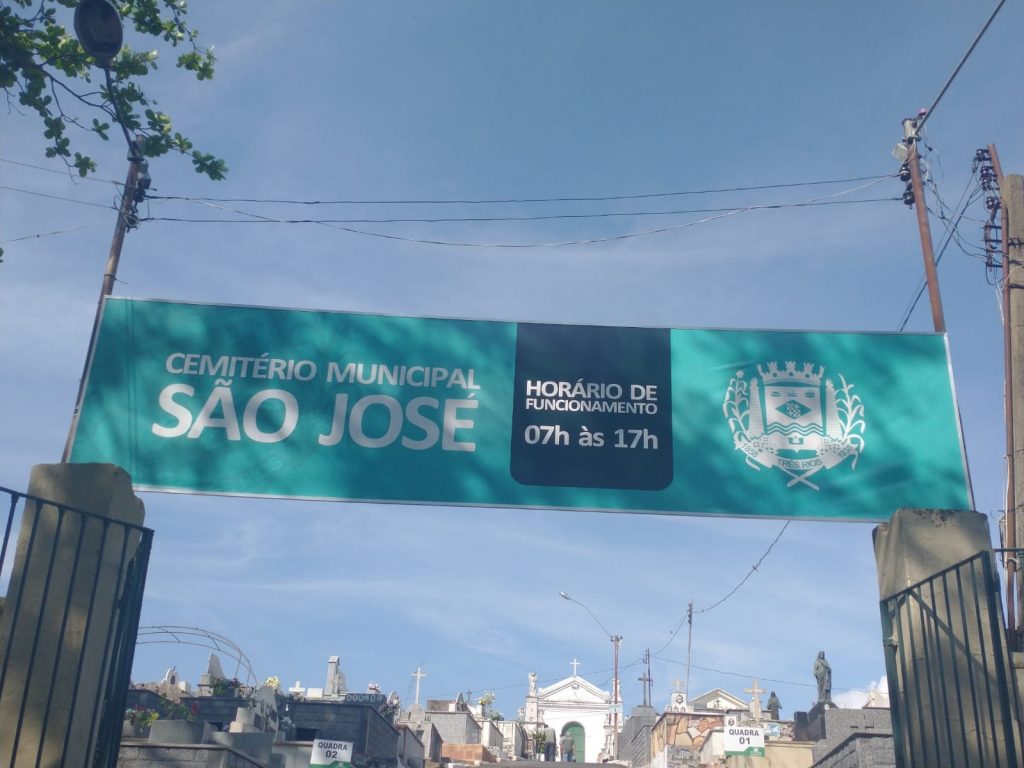 CEMITÉRIO MUNICIPAL
SÃO JOSÉ
HORÁRIO DE
FUNCIONAMENTO
07h às 17h
TRÊS RIOS
QUADRA
02
QUADRA
01